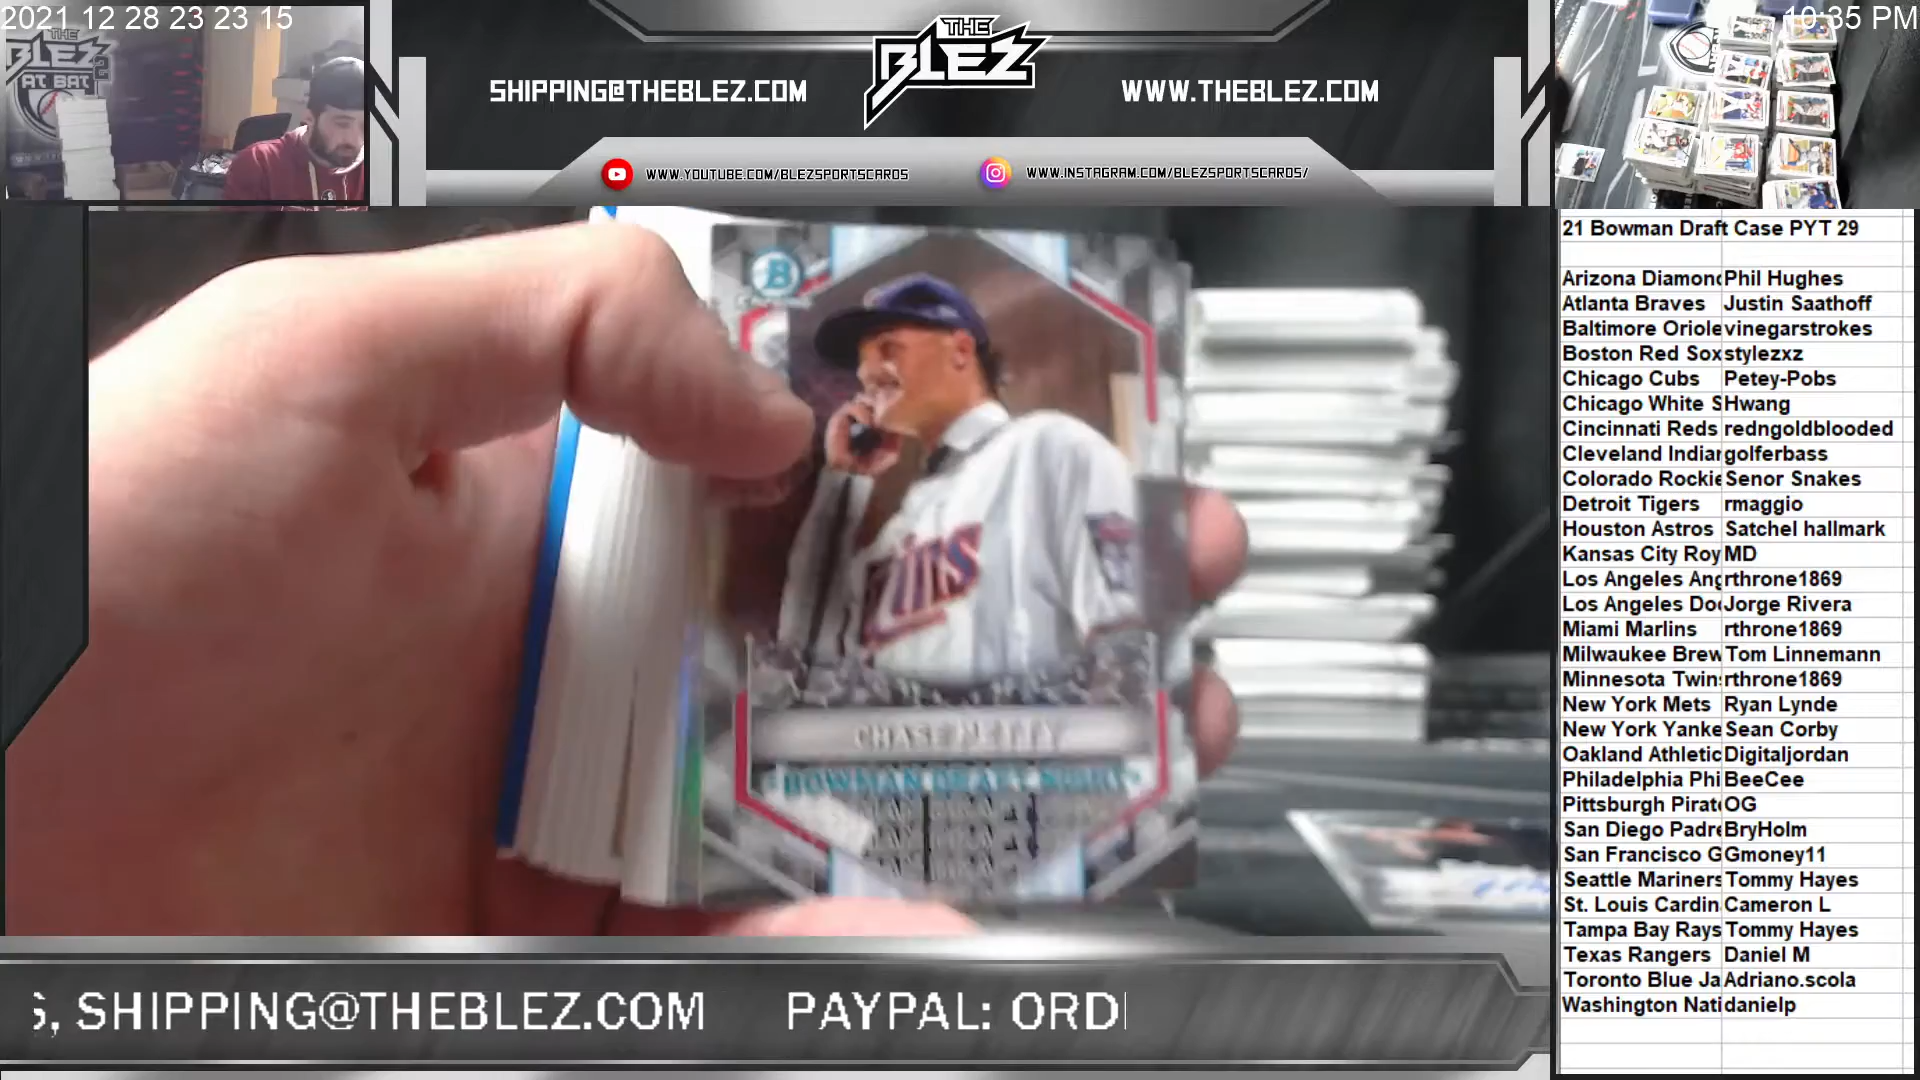 2021 12 28 23 23 15
10:35 PM
THE
BLEZ
AT BAT
THE
BLEZ
SHIPPING@THEBLEZ.COM
WWW.THEBLEZ.COM
WWW.YOUTUBE.COM/BLEZSPORTSCARDS
WWW.INSTAGRAM.COM/BLEZSPORTSCARDS/
21 Bowman Draft Case PYT 29
Arizona Diamond Phil Hughes
Atlanta Braves Justin Saathoff
Baltimore Oriole vinegarstrokes
Boston Red Sox stylezxz
Chicago Cubs Petey-Pobs
Chicago White S Hwang
Cincinnati Reds redngoldblooded
Cleveland Indian golferbass
Colorado Rockie Senor Snakes
Detroit Tigers rmaggio
Houston Astros Satchel hallmark
Kansas City Roy MD
Los Angeles Ang rthrone1869
Los Angeles Do Jorge Rivera
Miami Marlins rthrone1869
Milwaukee Brew Tom Linnemann
Minnesota Twins rthrone1869
New York Mets Ryan Lynde
New York Yanke Sean Corby
Oakland Athletic Digitaljordan
Philadelphia Phi BeeCee
Pittsburgh Pirat OG
San Diego Padre BryHolm
San Francisco G Gmoney11
Seattle Mariners Tommy Hayes
St. Louis Cardin Cameron L
Tampa Bay Rays Tommy Hayes
Texas Rangers Daniel M
Toronto Blue Ja Adriano.scola
Washington Nati danielp
B
Twins
CHASE PETTY
BOWMAN DRAFT NIGHT
S, SHIPPING@THEBLEZ.COM PAYPAL: ORD